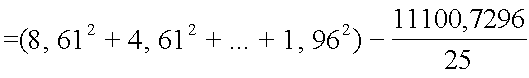 =(8, 61² + 4, 61² + ... + 1, 96²) − 11100,7296 / 25